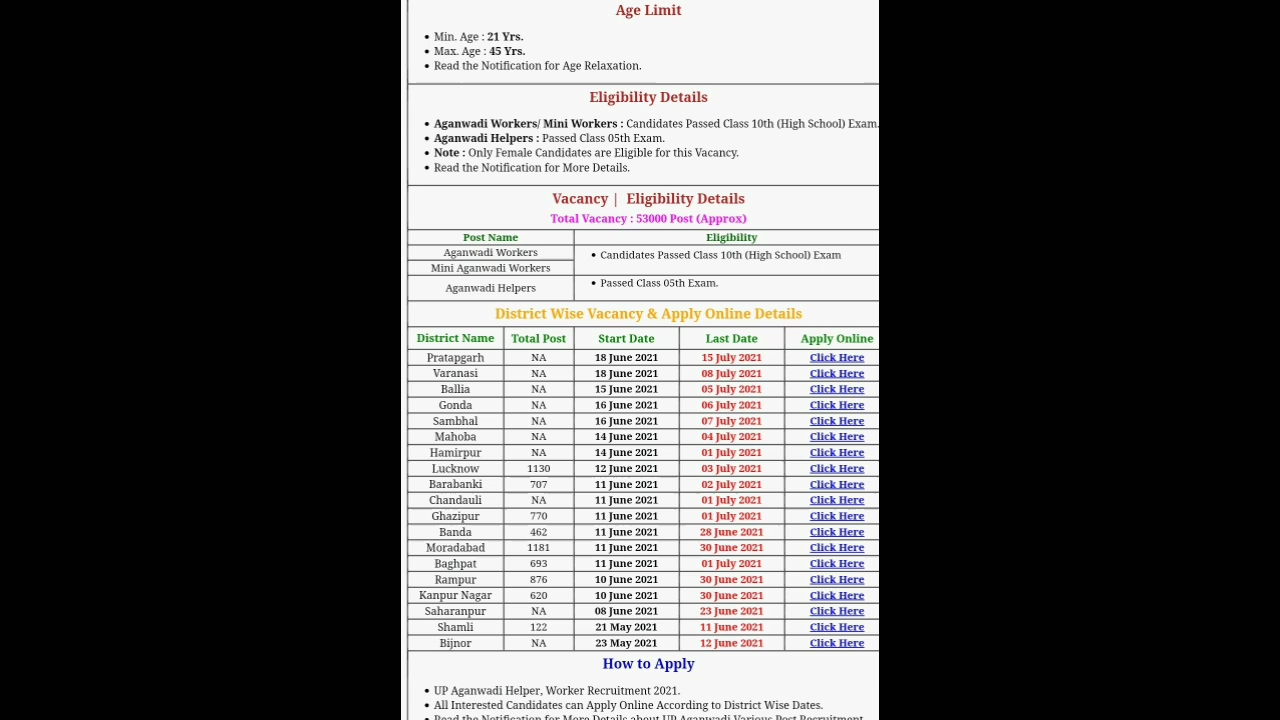 Age Limit
Min. Age : 21 Yrs.
Max. Age : 45 Yrs.
Read the Notification for Age Relaxation.
Eligibility Details
Aganwadi Workers/ Mini Workers : Candidates Passed Class 10th (High School) Exam.
Aganwadi Helpers : Passed Class 05th Exam.
Note : Only Female Candidates are Eligible for this Vacancy.
Read the Notification for More Details.
Vacancy | Eligibility Details
Total Vacancy : 53000 Post (Approx)
Post Name Eligibility
Aganwadi Workers
Candidates Passed Class 10th (High School) Exam
Mini Aganwadi Workers
Aganwadi Helpers Passed Class 05th Exam.
District Wise Vacancy & Apply Online Details
District Name Total Post Start Date Last Date Apply Online
Pratapgarh NA 18 June 2021 15 July 2021 Click Here
Varanasi NA 18 June 2021 08 July 2021 Click Here
Ballia NA 15 June 2021 05 July 2021 Click Here
Gonda NA 16 June 2021 06 July 2021 Click Here
Sambhal NA 16 June 2021 07 July 2021 Click Here
Mahoba NA 14 June 2021 04 July 2021 Click Here
Hamirpur NA 14 June 2021 01 July 2021 Click Here
Lucknow 1130 12 June 2021 03 July 2021 Click Here
Barabanki 707 11 June 2021 02 July 2021 Click Here
Chandauli NA 11 June 2021 01 July 2021 Click Here
Ghazipur 770 11 June 2021 01 July 2021 Click Here
Banda 462 11 June 2021 28 June 2021 Click Here
Moradabad 1181 11 June 2021 30 June 2021 Click Here
Baghpat 693 11 June 2021 01 July 2021 Click Here
Rampur 876 10 June 2021 30 June 2021 Click Here
Kanpur Nagar 620 10 June 2021 30 June 2021 Click Here
Saharanpur NA 08 June 2021 23 June 2021 Click Here
Shamli 122 21 May 2021 11 June 2021 Click Here
Bijnor NA 23 May 2021 12 June 2021 Click Here
How to Apply
UP Aganwadi Helper, Worker Recruitment 2021.
All Interested Candidates can Apply Online According to District Wise Dates.
Read the Notification for More Details about UP Aganwadi Various Post Recruitment